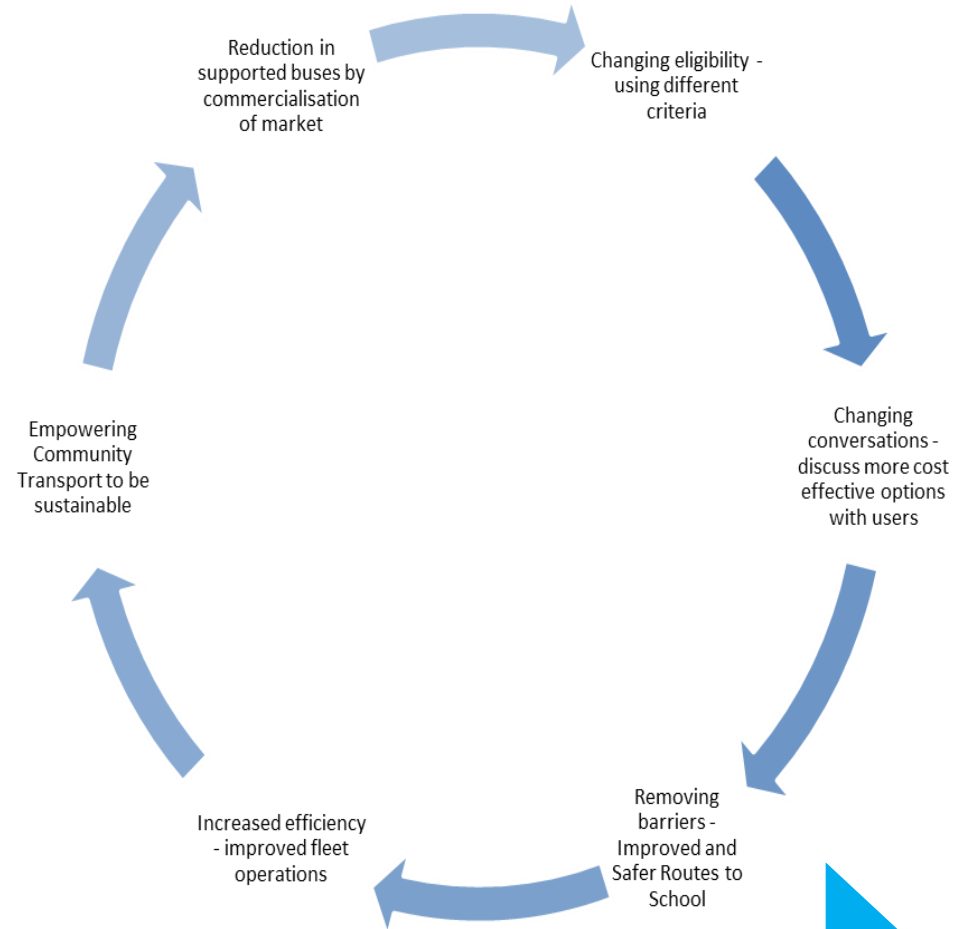 Reduction in
supported buses by
commercialisation
of market
Changing eligibility -
using different
criteria
Changing
conversations -
discuss more cost
effective options
with users
Removing
barriers -
Improved and
Safer Routes to
School
Increased efficiency
- improved fleet
operations
Empowering
Community
Transport to be
sustainable